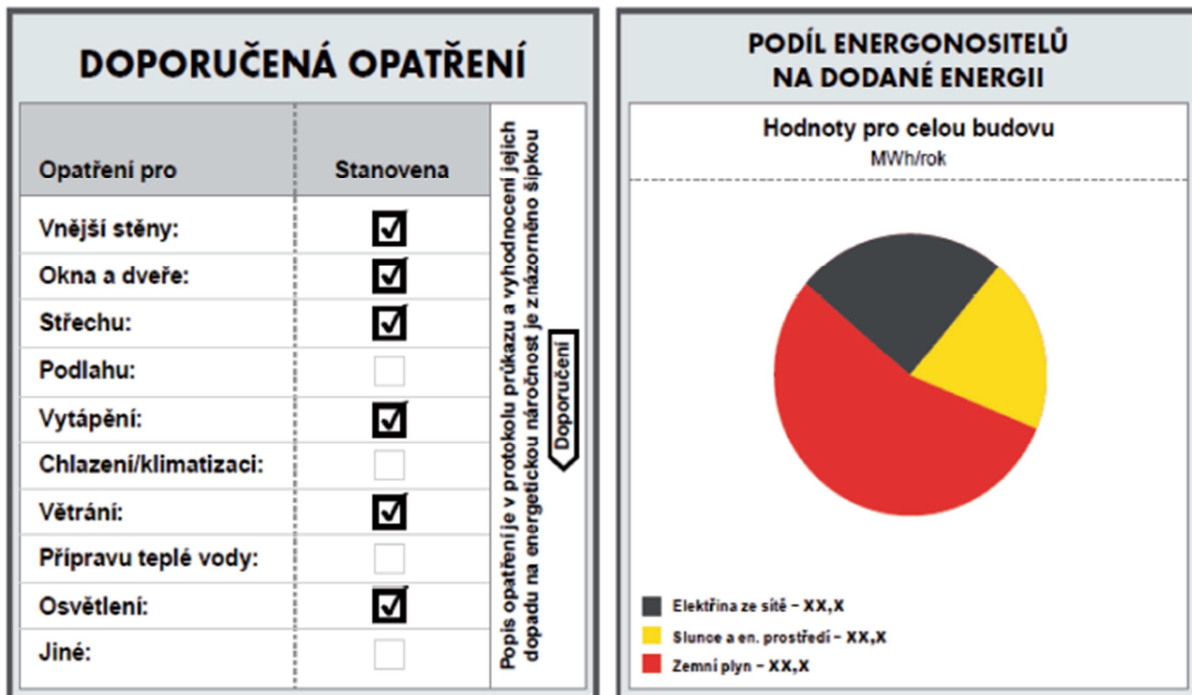 DOPORUČENÁ OPATŘENÍ
Opatření pro
Stanovena
Vnější stěny:
Okna a dveře:
Střechu:
Podlahu:
Vytápění:
Chlazení/klimatizaci:
Větrání:
Přípravu teplé vody:
Osvětlení:
Jiné:
Popis opatření je v protokolu průkazu a vyhodnocení jejich
dopadu na energetickou náročnost je znázorněno šipkou
Doporučení
PODÍL ENERGONOSITELŮ
NA DODANÉ ENERGII
Hodnoty pro celou budovu
MWh/rok
Elektřina ze sítě – XX,X
Slunce a en. prostředí – XX,X
Zemní plyn – XX,X